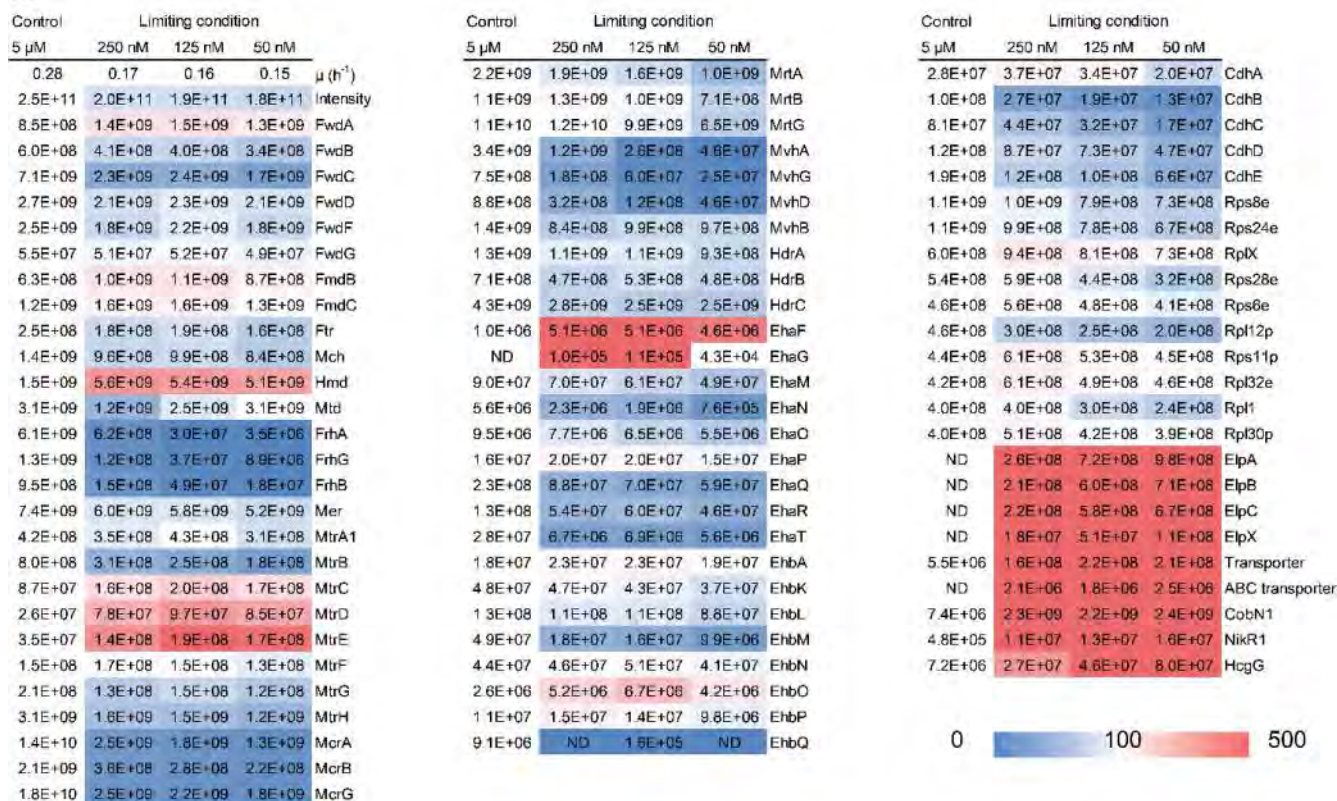 Control Limiting condition
5 µM 250 nM 125 nM 50 nM
0.28 0.17 0.16 0.15 µ (h⁻¹)
2.5E+11 2.0E+11 1.9E+11 1.8E+11 Intensity
8.5E+08 1.4E+09 1.5E+09 1.3E+09 FwdA
6.0E+08 4.1E+08 4.0E+08 3.4E+08 FwdB
7.1E+09 2.3E+09 2.4E+09 1.7E+09 FwdC
2.7E+09 2.1E+09 2.3E+09 2.1E+09 FwdD
2.5E+09 1.8E+09 2.2E+09 1.8E+09 FwdF
5.5E+07 5.1E+07 5.2E+07 4.9E+07 FwdG
6.3E+08 1.0E+09 1.1E+09 8.7E+08 FmdB
1.2E+09 1.6E+09 1.6E+09 1.3E+09 FmdC
2.5E+08 1.8E+08 1.9E+08 1.6E+08 Ftr
1.4E+09 9.6E+08 9.9E+08 8.4E+08 Mch
1.5E+09 5.6E+09 5.4E+09 5.1E+09 Hmd
3.1E+09 1.2E+09 2.5E+09 3.1E+09 Mtd
6.1E+09 6.2E+08 3.0E+07 3.5E+06 FrhA
1.3E+09 1.2E+08 3.7E+07 8.9E+06 FrhG
9.5E+08 1.5E+08 4.9E+07 1.8E+07 FrhB
7.4E+09 6.0E+09 5.8E+09 5.2E+09 Mer
4.2E+08 3.5E+08 4.3E+08 3.1E+08 MtrA1
8.0E+08 3.1E+08 2.5E+08 1.8E+08 MtrB
8.7E+07 1.6E+08 2.0E+08 1.7E+08 MtrC
2.6E+07 7.8E+07 9.7E+07 8.5E+07 MtrD
3.5E+07 1.4E+08 1.9E+08 1.7E+08 MtrE
1.5E+08 1.7E+08 1.5E+08 1.3E+08 MtrF
2.1E+08 1.3E+08 1.5E+08 1.2E+08 MtrG
3.1E+09 1.6E+09 1.5E+09 1.2E+09 MtrH
1.4E+10 2.5E+09 1.8E+09 1.3E+09 McrA
2.1E+09 3.6E+08 2.8E+08 2.2E+08 McrB
1.8E+10 2.5E+09 2.2E+09 1.8E+09 McrG
Control Limiting condition
5 µM 250 nM 125 nM 50 nM
2.2E+09 1.9E+09 1.6E+09 1.0E+09 MrtA
1.1E+09 1.3E+09 1.0E+09 7.1E+08 MrtB
1.1E+10 1.2E+10 9.9E+09 6.5E+09 MrtG
3.4E+09 1.2E+09 2.6E+08 4.8E+07 MvhA
7.5E+08 1.8E+08 6.0E+07 2.5E+07 MvhG
8.8E+08 3.2E+08 1.2E+08 4.6E+07 MvhD
1.4E+09 8.4E+08 9.9E+08 9.7E+08 MvhB
1.3E+09 1.1E+09 1.1E+09 9.3E+08 HdrA
7.1E+08 4.7E+08 5.3E+08 4.8E+08 HdrB
4.3E+09 2.8E+09 2.5E+09 2.5E+09 HdrC
1.0E+06 5.1E+06 5.1E+06 4.6E+06 EhaF
ND 1.0E+05 1.1E+05 4.3E+04 EhaG
9.0E+07 7.0E+07 6.1E+07 4.9E+07 EhaM
5.6E+06 2.3E+06 1.9E+06 7.6E+05 EhaN
9.5E+06 7.7E+06 6.5E+06 5.5E+06 EhaO
1.6E+07 2.0E+07 2.0E+07 1.5E+07 EhaP
2.3E+08 8.8E+07 7.0E+07 5.9E+07 EhaQ
1.3E+08 5.4E+07 6.0E+07 4.6E+07 EhaR
2.8E+07 6.7E+06 6.9E+06 5.6E+06 EhaT
1.8E+07 2.3E+07 2.3E+07 1.9E+07 EhbA
4.8E+07 4.7E+07 4.3E+07 3.7E+07 EhbK
1.3E+08 1.1E+08 1.1E+08 8.8E+07 EhbL
4.9E+07 1.8E+07 1.6E+07 9.9E+06 EhbM
4.4E+07 4.6E+07 5.1E+07 4.1E+07 EhbN
2.6E+06 5.2E+06 6.7E+06 4.2E+06 EhbO
1.1E+07 1.5E+07 1.4E+07 9.8E+06 EhbP
9.1E+06 ND 1.6E+05 ND EhbQ
Control Limiting condition
5 µM 250 nM 125 nM 50 nM
2.8E+07 3.7E+07 3.4E+07 2.0E+07 CdhA
1.0E+08 2.7E+07 1.9E+07 1.3E+07 CdhB
8.1E+07 4.4E+07 3.2E+07 1.7E+07 CdhC
1.2E+08 8.7E+07 7.3E+07 4.7E+07 CdhD
1.9E+08 1.2E+08 1.0E+08 6.6E+07 CdhE
1.1E+09 1.0E+09 7.9E+08 7.3E+08 Rps8e
1.1E+09 9.9E+08 7.8E+08 6.7E+08 Rps24e
6.0E+08 9.4E+08 8.1E+08 7.3E+08 RplX
5.4E+08 5.9E+08 4.4E+08 3.2E+08 Rps28e
4.6E+08 5.6E+08 4.8E+08 4.1E+08 Rps6e
4.6E+08 3.0E+08 2.5E+08 2.0E+08 Rpl12p
4.4E+08 6.1E+08 5.3E+08 4.5E+08 Rps11p
4.2E+08 6.1E+08 4.9E+08 4.6E+08 Rpl32e
4.0E+08 4.0E+08 3.0E+08 2.4E+08 Rpl1
4.0E+08 5.1E+08 4.2E+08 3.9E+08 Rpl30p
ND 2.6E+08 7.2E+08 9.8E+08 ElpA
ND 2.1E+08 6.0E+08 7.1E+08 ElpB
ND 2.2E+08 5.8E+08 6.7E+08 ElpC
ND 1.8E+07 5.1E+07 1.1E+08 ElpX
5.5E+06 1.6E+08 2.2E+08 2.1E+08 Transporter
ND 2.1E+06 1.8E+06 2.5E+06 ABC transporter
7.4E+06 2.3E+09 2.2E+09 2.4E+09 CobN1
4.8E+05 1.1E+07 1.3E+07 1.6E+07 NikR1
7.2E+06 2.7E+07 4.6E+07 8.0E+07 HcgG
0 100 500